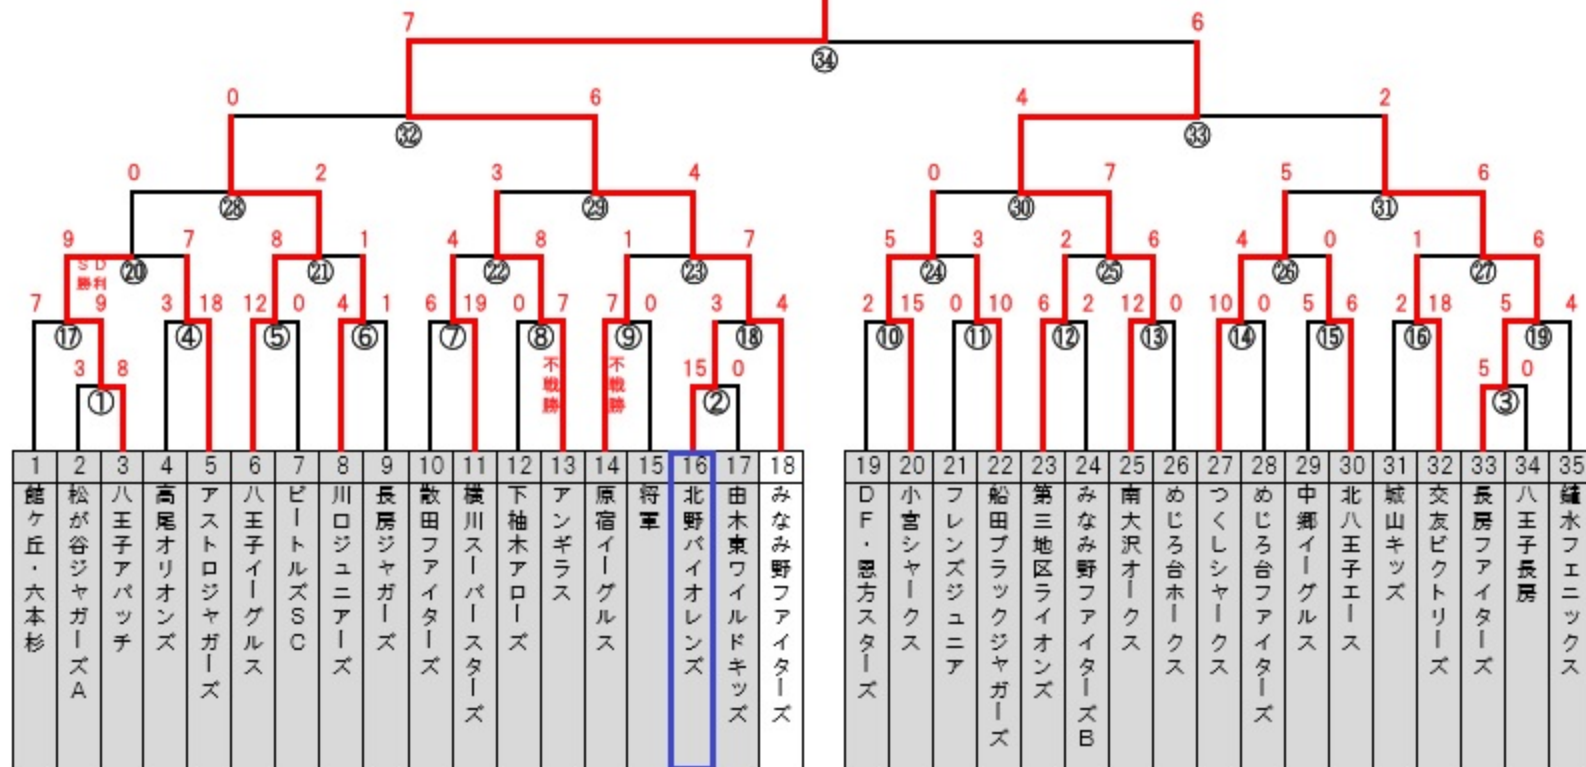 7 6
㉞
0 6 4 2
㉜ ㉝
0 2 3 4 0 7 5 6
㉘ ㉙ ㉚ ㉛
9 7 8 1 4 8 1 7 5 3 2 6 4 0 1 6
SD
勝利
⑳ ㉑ ㉒ ㉓ ㉔ ㉕ ㉖ ㉗
7 9 3 18 12 0 4 1 6 19 0 7 7 0 3 4 2 15 0 10 6 2 12 0 10 0 5 6 2 18 5 4
⑰ ④ ⑤ ⑥ ⑦ ⑧ ⑨ ⑱ ⑩ ⑪ ⑫ ⑬ ⑭ ⑮ ⑯ ⑲
3 8 不戦勝 不戦勝 15 0 5 0
① ② ③
1 館ケ丘・六本杉
2 松が谷ジャガーズA
3 八王子アパッチ
4 高尾オリオンズ
5 アストロジャガーズ
6 八王子イーグルス
7 ビートルズSC
8 川口ジュニアーズ
9 長房ジャガーズ
10 散田ファイターズ
11 横川スーパースターズ
12 下柚木アローズ
13 アンギラス
14 原宿イーグルス
15 将軍
16 北野バイオレンズ
17 由木東ワイルドキッズ
18 みなみ野ファイターズ
19 DF・恩方スターズ
20 小宮シャークス
21 フレンズジュニア
22 船田ブラックジャガーズ
23 第三地区ライオンズ
24 みなみ野ファイターズB
25 南大沢オークス
26 めじろ台ホークス
27 つくしシャークス
28 めじろ台ファイターズ
29 中郷イーグルス
30 北八王子エース
31 城山キッズ
32 交友ビクトリーズ
33 長房ファイターズ
34 八王子長房
35 鑓水フェニックス